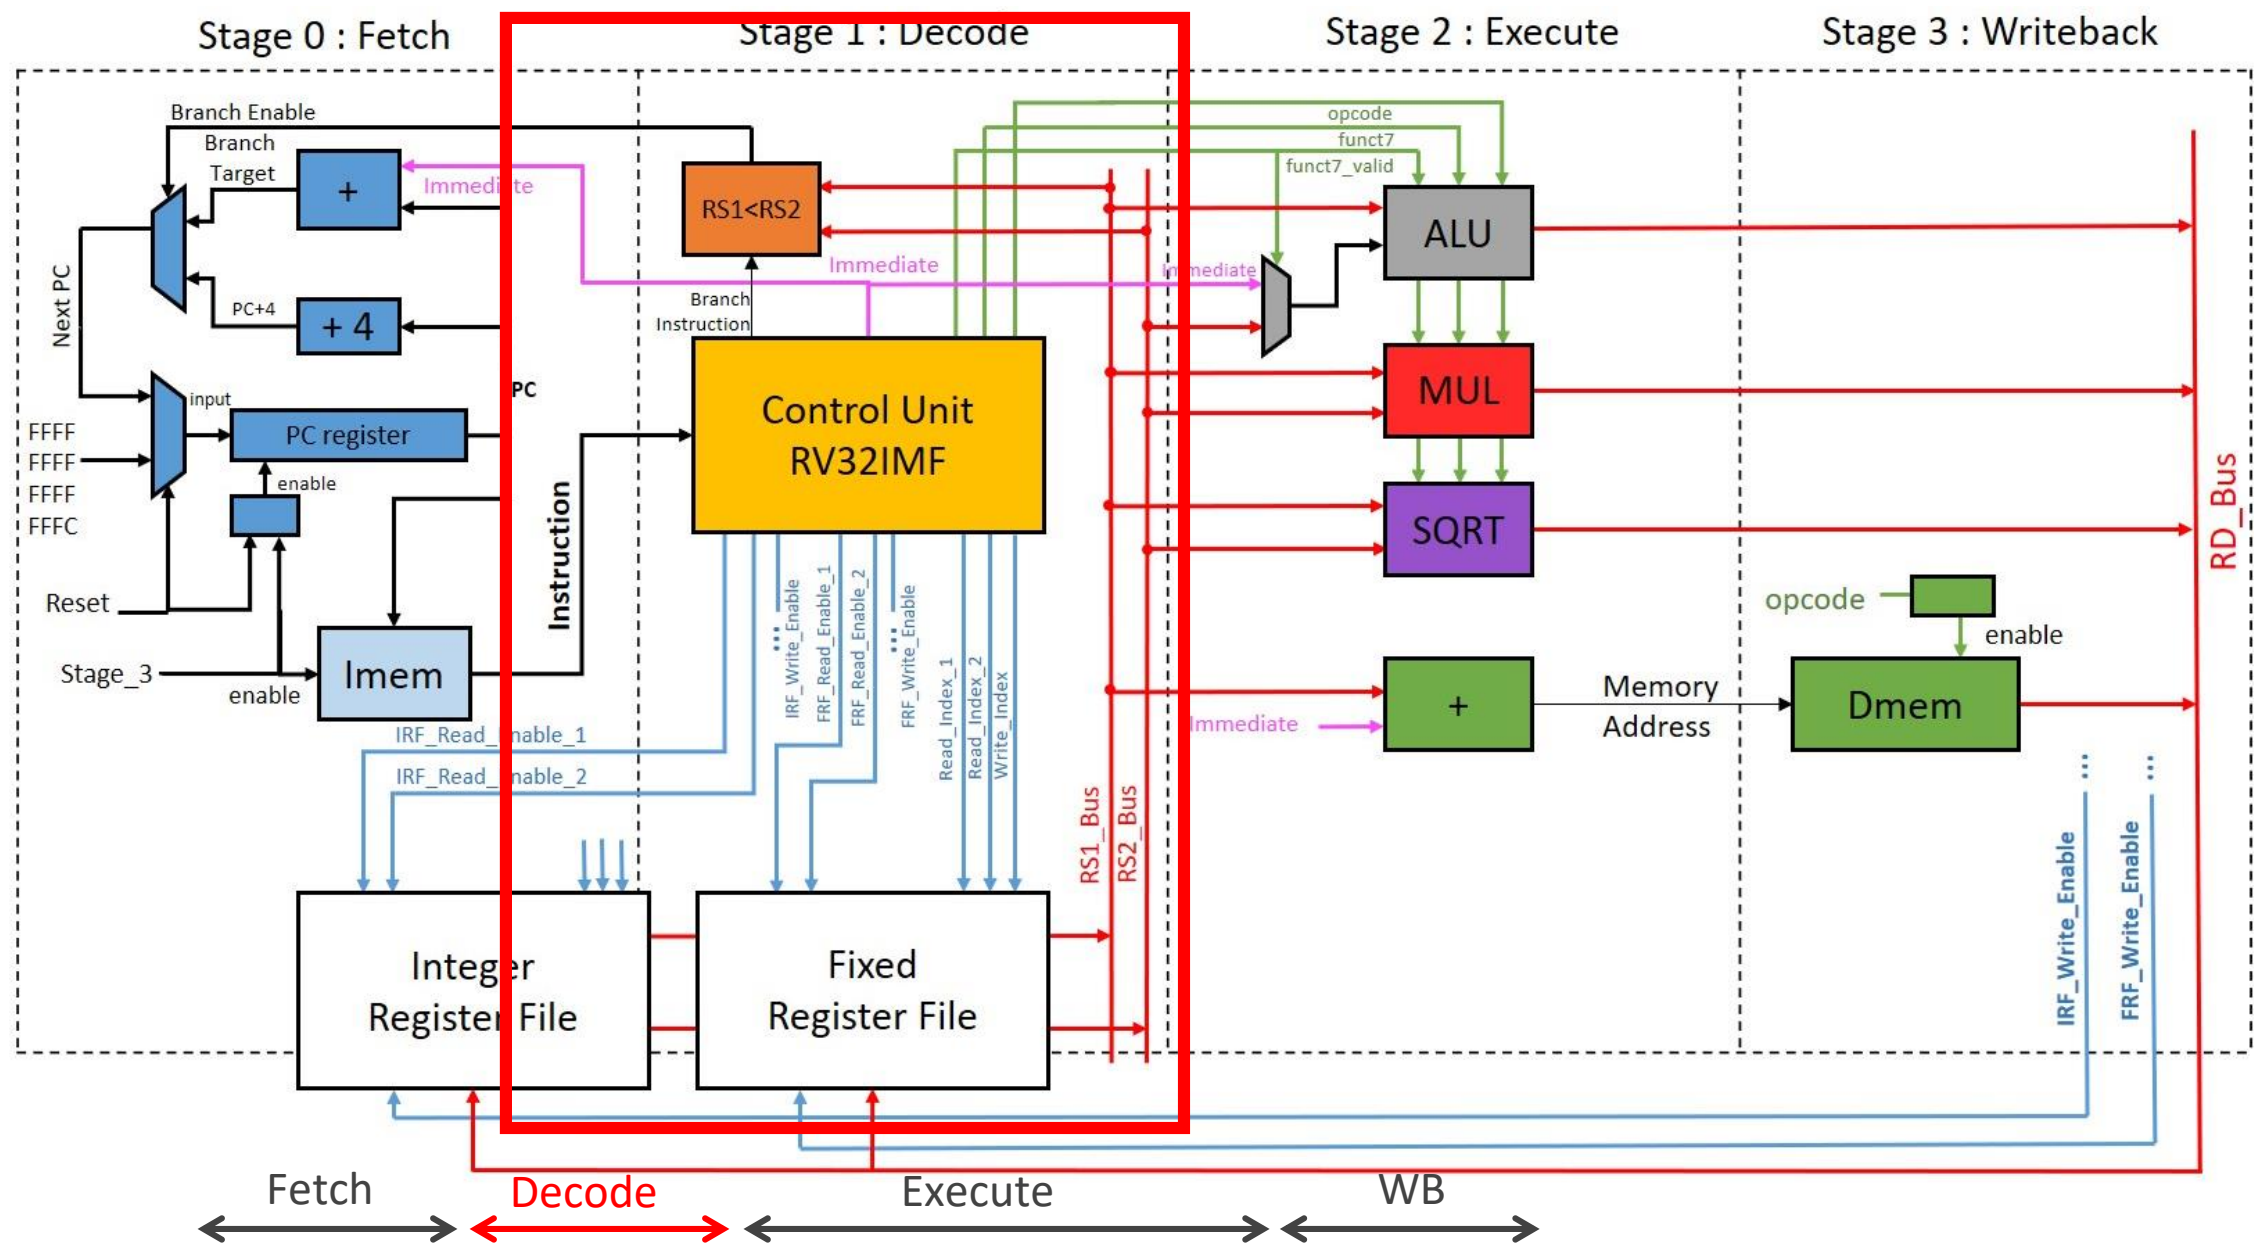 Stage 0 : Fetch
Stage 1 : Decode
Stage 2 : Execute
Stage 3 : Writeback
Branch Enable
Branch
Target
+
Immediate
RS1<RS2
opcode
funct7
funct7_valid
ALU
Next PC
PC+4
+ 4
Immediate
Immediate
Branch
Instruction
PC
input
PC register
FFFF
FFFF
FFFF
FFFC
enable
Control Unit
RV32IMF
MUL
SQRT
RD_Bus
Instruction
Reset
Stage_3
enable
Imem
IRF_Write_Enable
FRF_Read_Enable_1
FRF_Read_Enable_2
FRF_Write_Enable
Read_Index_1
Read_Index_2
Write_Index
IRF_Read_Enable_1
IRF_Read_Enable_2
RS1_Bus
RS2_Bus
opcode
enable
Immediate
+
Memory
Address
Dmem
IRF_Write_Enable
FRF_Write_Enable
Integer
Register File
Fixed
Register File
Fetch
Decode
Execute
WB